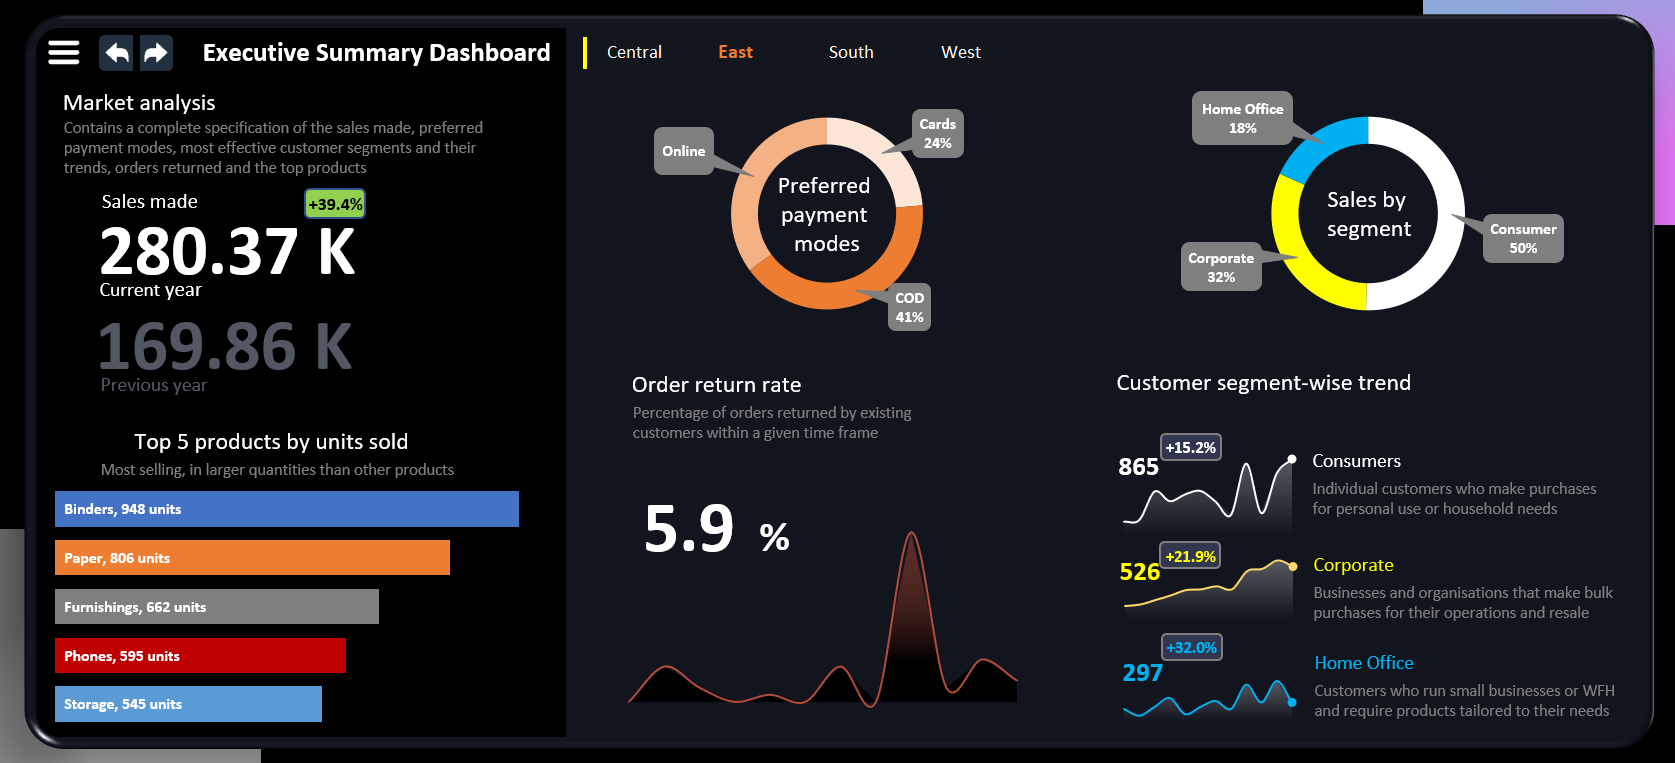 Executive Summary Dashboard
Central
East
South
West
Market analysis
Contains a complete specification of the sales made, preferred
payment modes, most effective customer segments and their
trends, orders returned and the top products
Sales made
+39.4%
280.37 K
Current year
169.86 K
Previous year
Top 5 products by units sold
Most selling, in larger quantities than other products
Binders, 948 units
Paper, 806 units
Furnishings, 662 units
Phones, 595 units
Storage, 545 units
Online
Cards
24%
Preferred
payment
modes
COD
41%
Home Office
18%
Sales by
segment
Consumer
50%
Corporate
32%
Order return rate
Percentage of orders returned by existing
customers within a given time frame
5.9 %
Customer segment-wise trend
865
+15.2%
Consumers
Individual customers who make purchases
for personal use or household needs
526
+21.9%
Corporate
Businesses and organisations that make bulk
purchases for their operations and resale
297
+32.0%
Home Office
Customers who run small businesses or WFH
and require products tailored to their needs